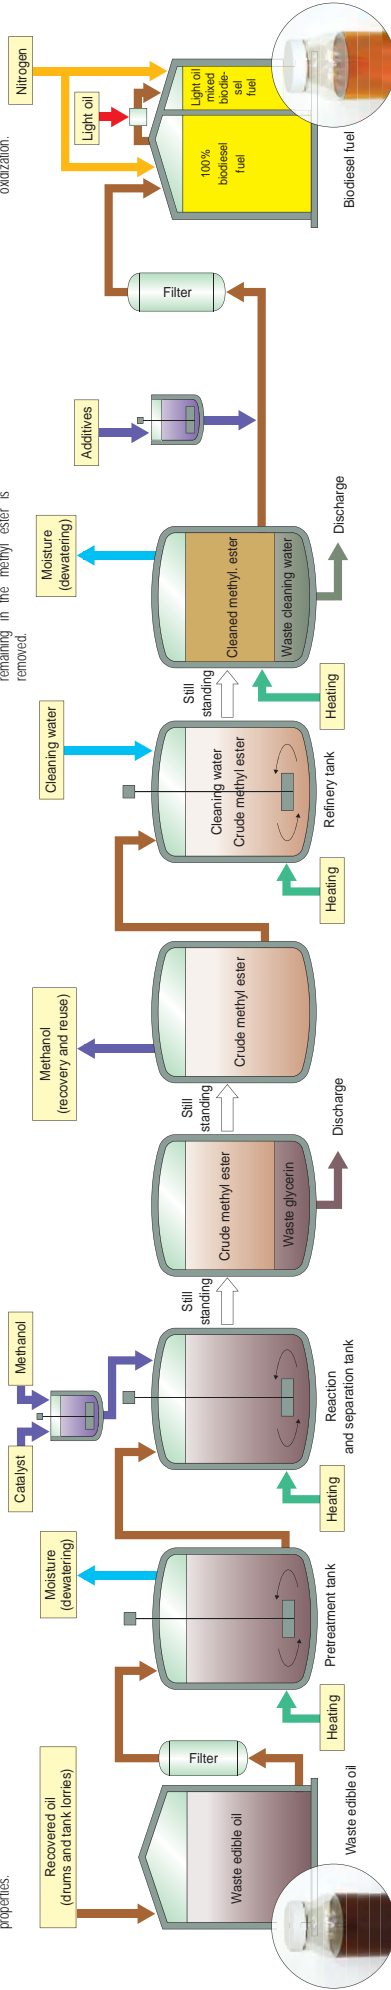 properties.
remaining in the methyl ester is
removed.
oxidization.
Recovered oil
(drums and tank lorries)
Waste edible oil
Waste edible oil
Filter
Heating
Moisture
(dewatering)
Pretreatment tank
Catalyst
Methanol
Heating
Reaction
and separation tank
Still
standing
Crude methyl ester
Waste glycerin
Discharge
Still
standing
Methanol
(recovery and reuse)
Crude methyl ester
Heating
Cleaning water
Cleaning water
Crude methyl ester
Refinery tank
Still
standing
Heating
Moisture
(dewatering)
Cleaned methyl. ester
Waste cleaning water
Discharge
Additives
Filter
Nitrogen
Light oil
100%
biodiesel
fuel
Light oil
mixed
biodie-
sel
fuel
Biodiesel fuel